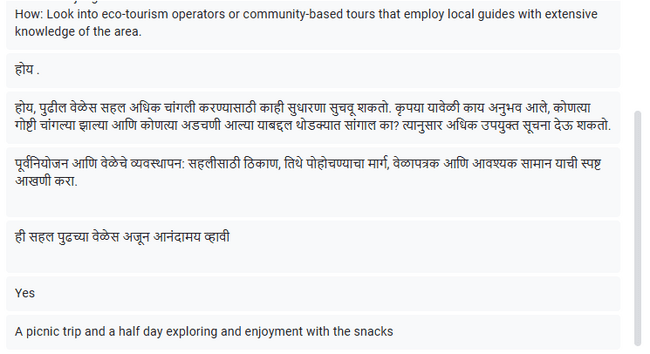 How: Look into eco-tourism operators or community-based tours that employ local guides with extensive
knowledge of the area.
होय .
होय, पुढील वेळेस सहल अधिक चांगली करण्यासाठी काही सुधारणा सुचवू शकतो. कृपया यावेळी काय अनुभव आले, कोणत्या
गोष्टी चांगल्या झाल्या आणि कोणत्या अडचणी आल्या याबद्दल थोडक्यात सांगाल का? त्यानुसार अधिक उपयुक्त सूचना देऊ शकतो.
पूर्वनियोजन आणि वेळेचे व्यवस्थापन: सहलीसाठी ठिकाण, तिथे पोहोचण्याचा मार्ग, वेळापत्रक आणि आवश्यक सामान याची स्पष्ट
आखणी करा.
ही सहल पुढच्या वेळेस अजून आनंदामय व्हावी
Yes
A picnic trip and a half day exploring and enjoyment with the snacks